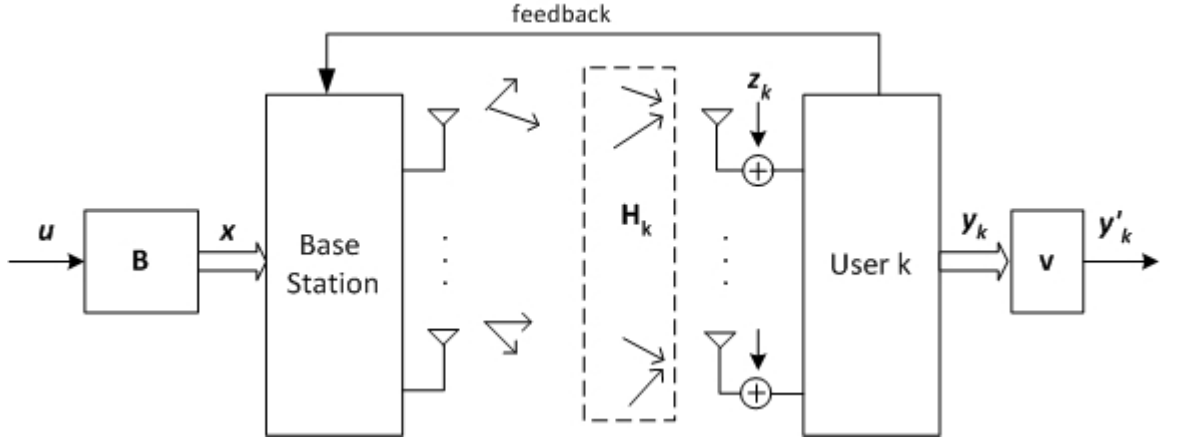 feedback
z_k
H_k
u
B
x
Base
Station
User k
y_k
v
y'_k